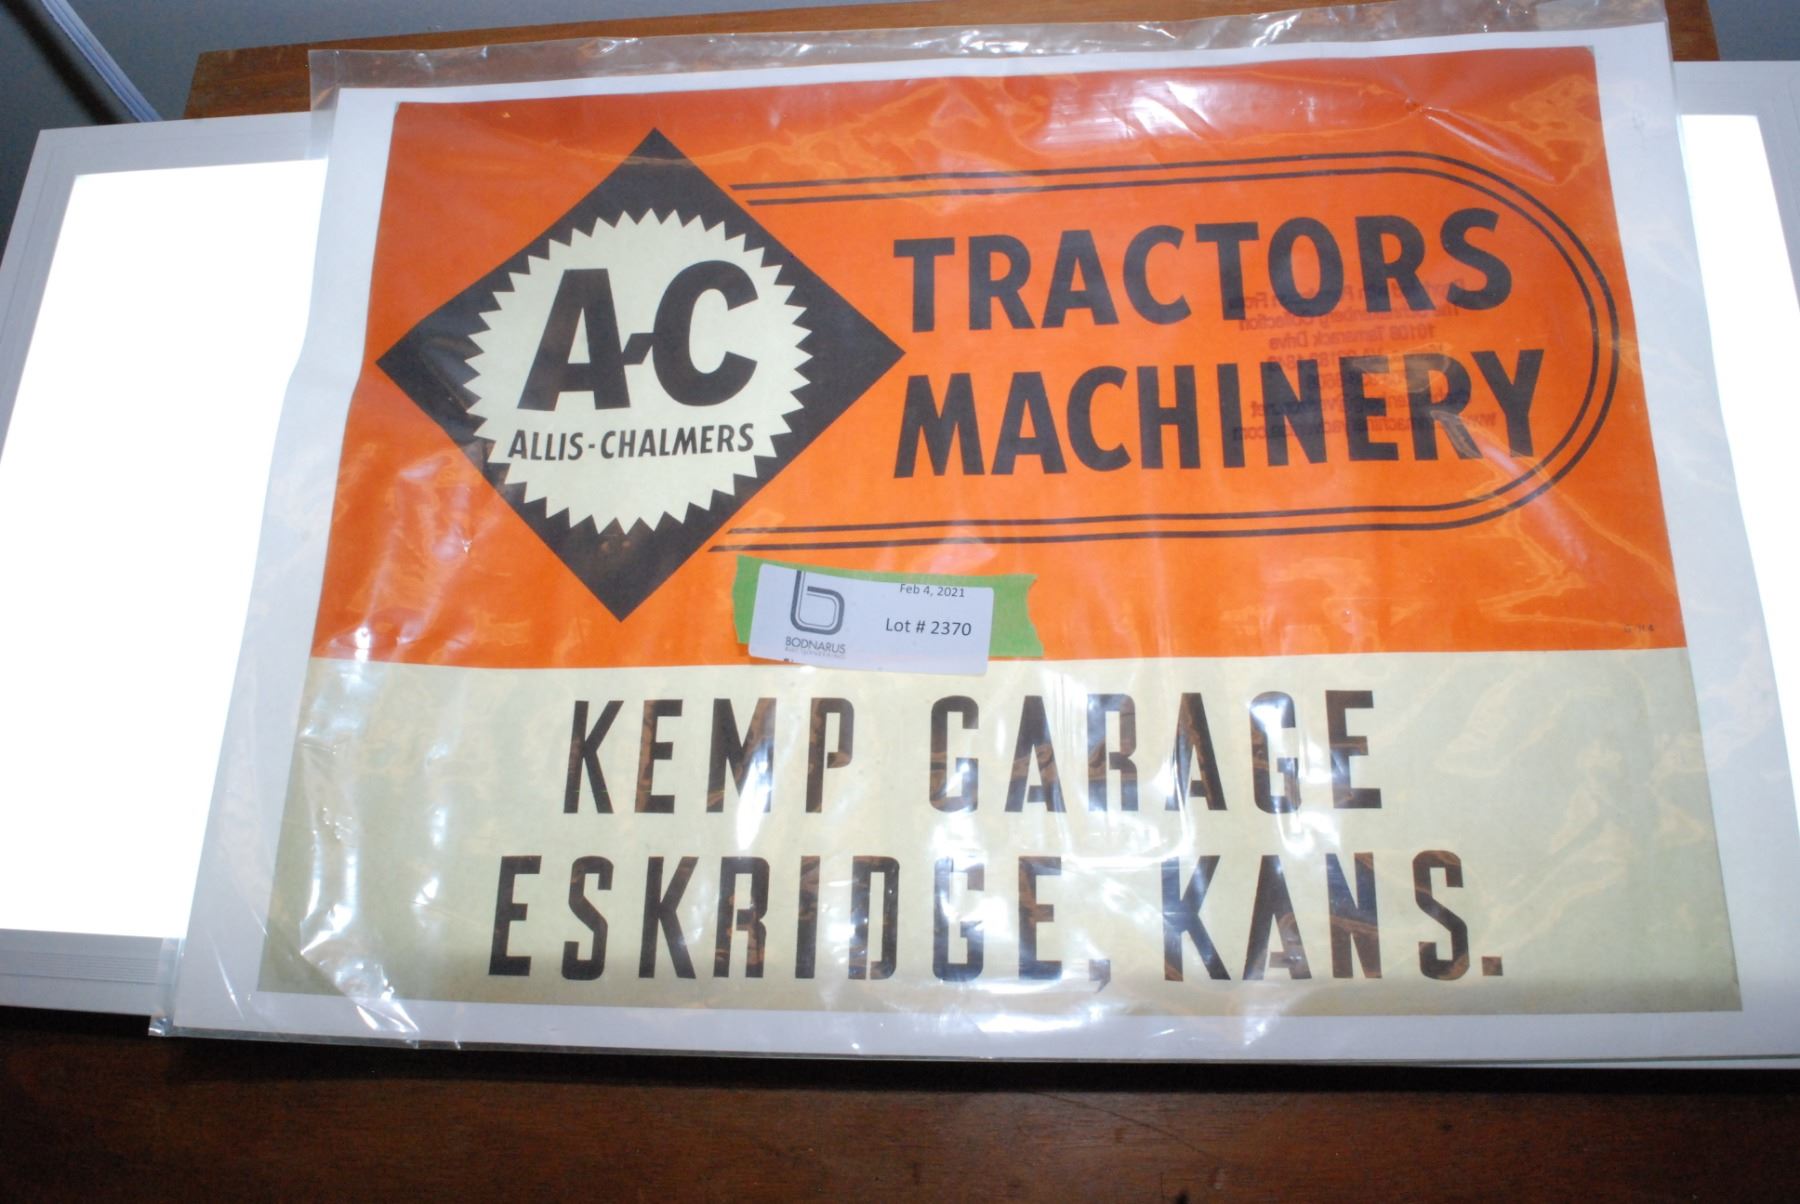 A-C
ALLIS-CHALMERS
TRACTORS
MACHINERY
Feb 4, 2021
Lot # 2370
BODNARUS
KEMP GARAGE
ESKRIDGE, KANS.